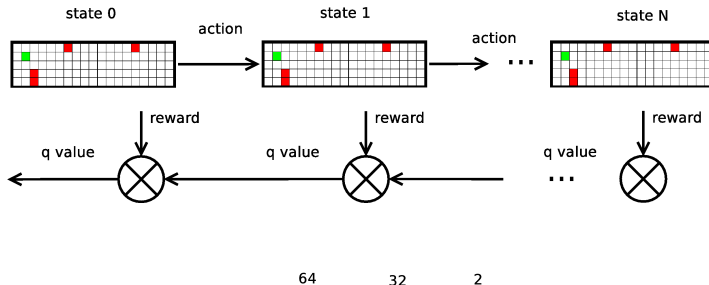 state 0
state 1
state N
action
action
...
reward
reward
reward
q value
q value
q value
...
64 32 2